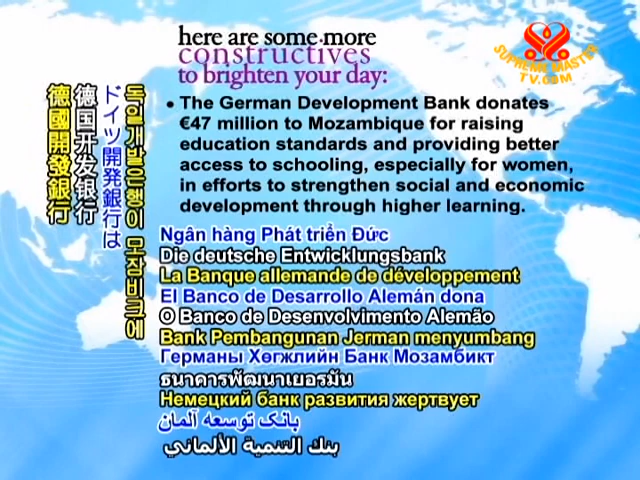 here are some more
constructives
to brighten your day:
SUPREME MASTER
TV.COM
• The German Development Bank donates
€47 million to Mozambique for raising
education standards and providing better
access to schooling, especially for women,
in efforts to strengthen social and economic
development through higher learning.
德國開發銀行
德国开发银行
ドイツ開発銀行は
독일개발은행이 모잠비크에
Ngân hàng Phát triển Đức
Die deutsche Entwicklungsbank
La Banque allemande de développement
El Banco de Desarrollo Alemán dona
O Banco de Desenvolvimento Alemão
Bank Pembangunan Jerman menyumbang
Германы Хөгжлийн Банк Мозамбикт
ธนาคารพัฒนาเยอรมัน
Немецкий банк развития жертвует
بانک توسعه آلمان
بنك التنمية الألماني